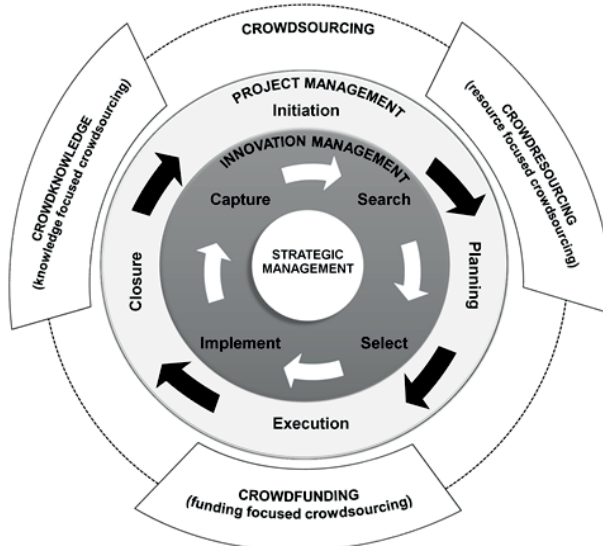 CROWDSOURCING
PROJECT MANAGEMENT
Initiation
INNOVATION MANAGEMENT
Capture
Search
STRATEGIC
MANAGEMENT
Implement
Select
Closure
Planning
Execution
CROWDKNOWLEDGE
(knowledge focused crowdsourcing)
CROWDRESOURCING
(resource focused crowdsourcing)
CROWDFUNDING
(funding focused crowdsourcing)